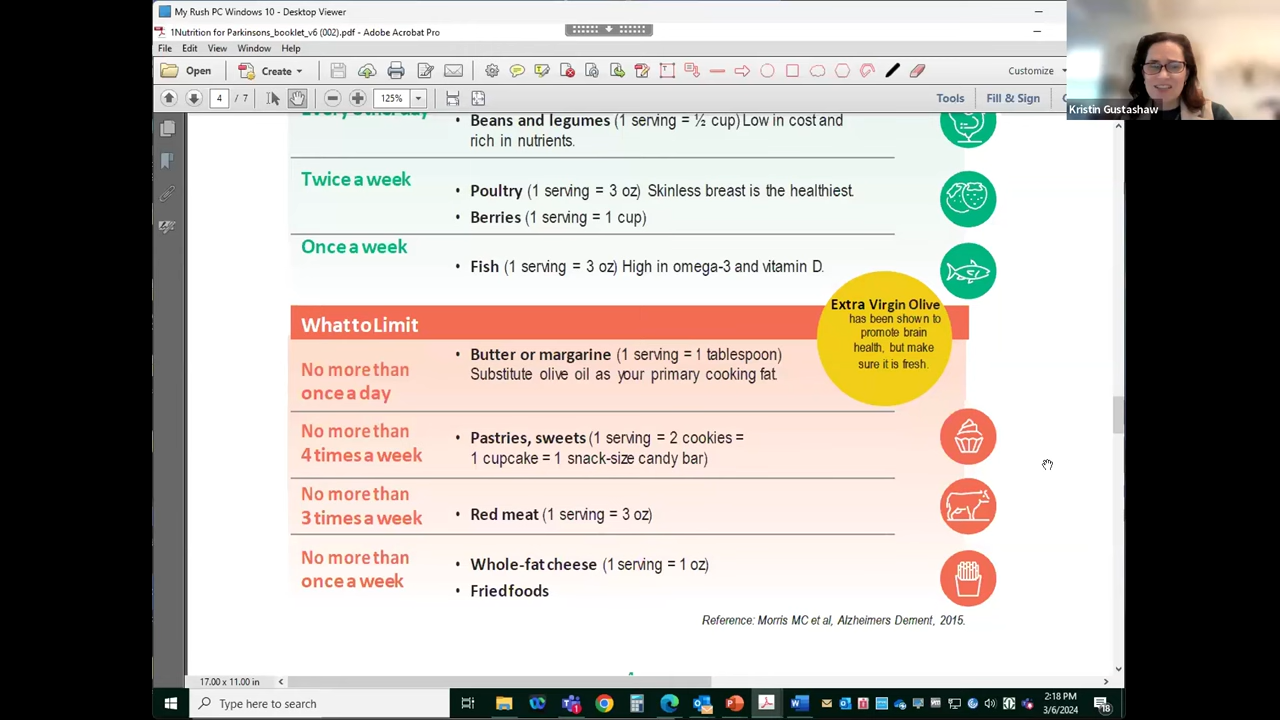 My Rush PC Windows 10 - Desktop Viewer
1Nutrition for Parkinsons_booklet_v6 (002).pdf - Adobe Acrobat Pro
File Edit View Window Help
Open Create Customize
4 / 7 125% Tools Fill & Sign
Kristin Gustashaw
Every other day
• Beans and legumes (1 serving = ½ cup) Low in cost and
rich in nutrients.
Twice a week
• Poultry (1 serving = 3 oz) Skinless breast is the healthiest.
• Berries (1 serving = 1 cup)
Once a week
• Fish (1 serving = 3 oz) High in omega-3 and vitamin D.
Extra Virgin Olive
has been shown to
promote brain
health, but make
sure it is fresh.
What to Limit
No more than
once a day
• Butter or margarine (1 serving = 1 tablespoon)
Substitute olive oil as your primary cooking fat.
No more than
4 times a week
• Pastries, sweets (1 serving = 2 cookies =
1 cupcake = 1 snack-size candy bar)
No more than
3 times a week
• Red meat (1 serving = 3 oz)
No more than
once a week
• Whole-fat cheese (1 serving = 1 oz)
• Fried foods
Reference: Morris MC et al, Alzheimers Dement, 2015.
17.00 x 11.00 in
Type here to search
2:18 PM
3/6/2024
18